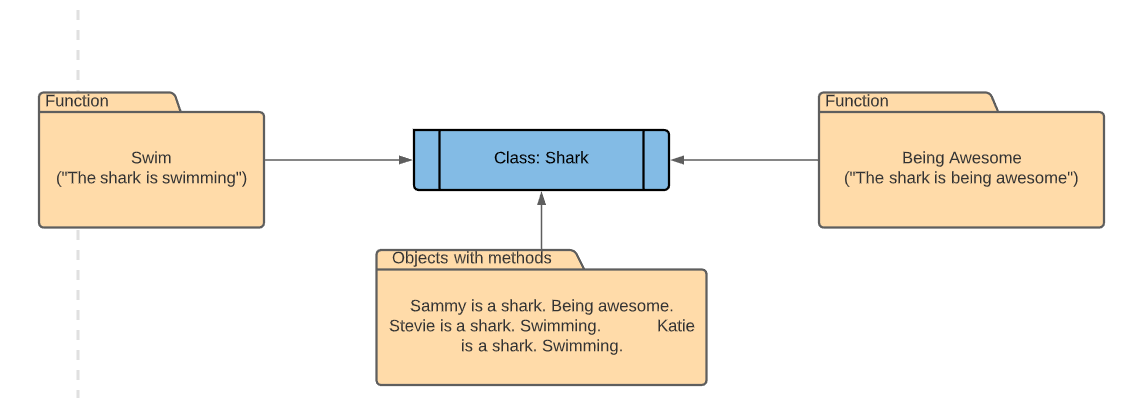 Function
Swim
("The shark is swimming")
Class: Shark
Function
Being Awesome
("The shark is being awesome")
Objects with methods
Sammy is a shark. Being awesome.
Stevie is a shark. Swimming. Katie
is a shark. Swimming.